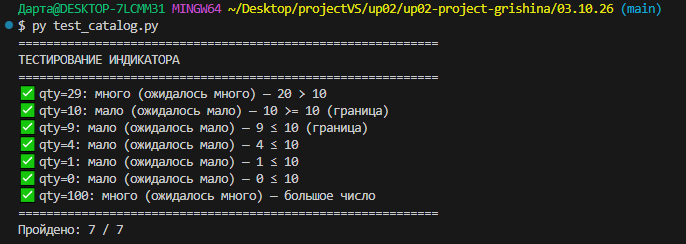 Дарта@DESKTOP-7LCMM31 MINGW64 ~/Desktop/projectVS/up02/up02-project-grishina/03.10.26 (main)
$ py test_catalog.py
============================================================
ТЕСТИРОВАНИЕ ИНДИКАТОРА
============================================================
✅ qty=29: много (ожидалось много) — 20 > 10
✅ qty=10: мало (ожидалось мало) — 10 >= 10 (граница)
✅ qty=9: мало (ожидалось мало) — 9 ≤ 10 (граница)
✅ qty=4: мало (ожидалось мало) — 4 ≤ 10
✅ qty=1: мало (ожидалось мало) — 1 ≤ 10
✅ qty=0: мало (ожидалось мало) — 0 ≤ 10
✅ qty=100: много (ожидалось много) — большое число
============================================================
Пройдено: 7 / 7